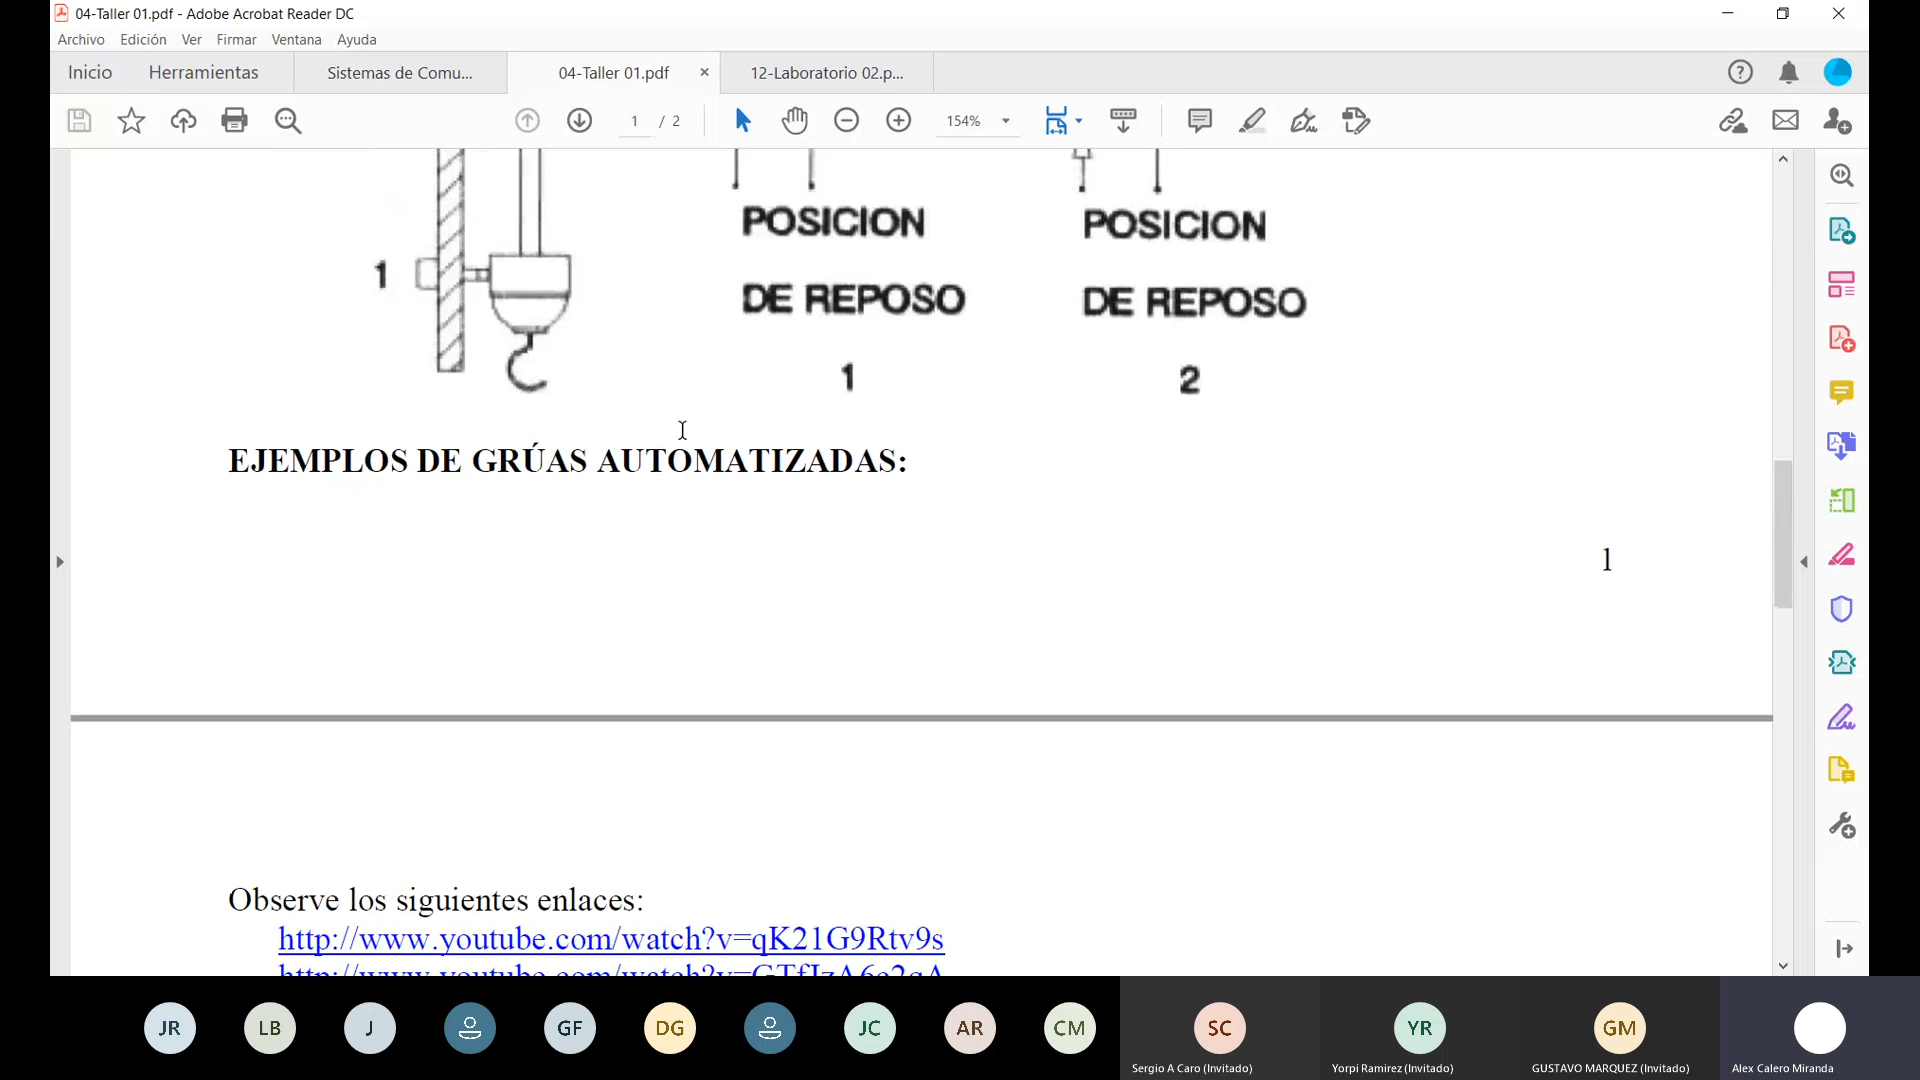 04-Taller 01.pdf - Adobe Acrobat Reader DC
Archivo Edición Ver Firmar Ventana Ayuda
Inicio Herramientas Sistemas de Comu... 04-Taller 01.pdf × 12-Laboratorio 02.p...
1 / 2 154%
POSICION POSICION
1 DE REPOSO DE REPOSO
1 2
EJEMPLOS DE GRÚAS AUTOMATIZADAS:
1
Observe los siguientes enlaces:
http://www.youtube.com/watch?v=qK21G9Rtv9s
JR LB J GF DG JC AR CM SC YR GM
Sergio A Caro (Invitado) Yorpi Ramirez (Invitado) GUSTAVO MARQUEZ (Invitado) Alex Calero Miranda